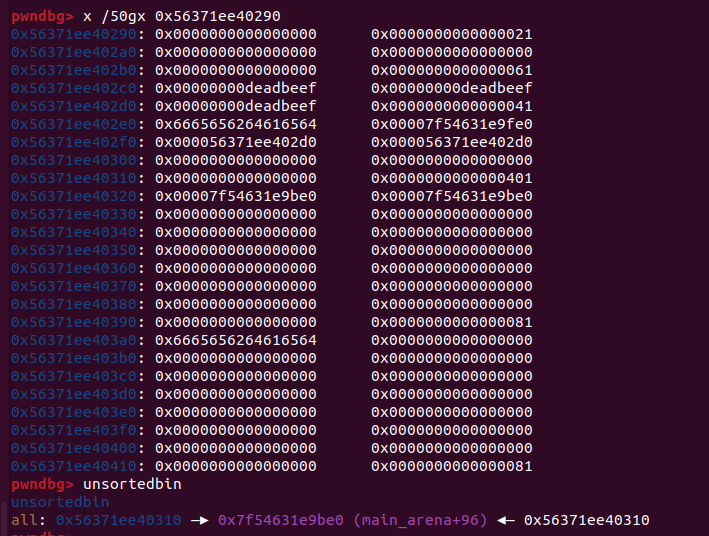 pwndbg> x /50gx 0x56371ee40290
0x56371ee40290: 0x0000000000000000 0x0000000000000021
0x56371ee402a0: 0x0000000000000000 0x0000000000000000
0x56371ee402b0: 0x0000000000000000 0x0000000000000061
0x56371ee402c0: 0x00000000deadbeef 0x00000000deadbeef
0x56371ee402d0: 0x00000000deadbeef 0x0000000000000041
0x56371ee402e0: 0x6665656264616564 0x00007f54631e9fe0
0x56371ee402f0: 0x000056371ee402d0 0x000056371ee402d0
0x56371ee40300: 0x0000000000000000 0x0000000000000000
0x56371ee40310: 0x0000000000000000 0x0000000000000401
0x56371ee40320: 0x00007f54631e9be0 0x00007f54631e9be0
0x56371ee40330: 0x0000000000000000 0x0000000000000000
0x56371ee40340: 0x0000000000000000 0x0000000000000000
0x56371ee40350: 0x0000000000000000 0x0000000000000000
0x56371ee40360: 0x0000000000000000 0x0000000000000000
0x56371ee40370: 0x0000000000000000 0x0000000000000000
0x56371ee40380: 0x0000000000000000 0x0000000000000000
0x56371ee40390: 0x0000000000000000 0x0000000000000081
0x56371ee403a0: 0x6665656264616564 0x0000000000000000
0x56371ee403b0: 0x0000000000000000 0x0000000000000000
0x56371ee403c0: 0x0000000000000000 0x0000000000000000
0x56371ee403d0: 0x0000000000000000 0x0000000000000000
0x56371ee403e0: 0x0000000000000000 0x0000000000000000
0x56371ee403f0: 0x0000000000000000 0x0000000000000000
0x56371ee40400: 0x0000000000000000 0x0000000000000000
0x56371ee40410: 0x0000000000000000 0x0000000000000081
pwndbg> unsortedbin
unsortedbin
all: 0x56371ee40310 —▸ 0x7f54631e9be0 (main_arena+96) ◂— 0x56371ee40310